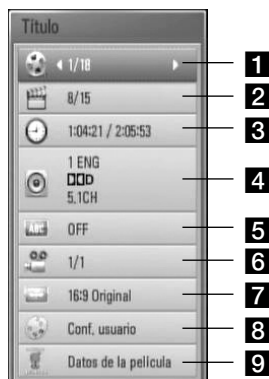 Título
1/18 1
2
8/15
1:04:21 / 2:05:53 3
1 ENG
D
5.1CH
4
ABC OFF 5
1/1 6
16:9 Original 7
Conf. usuario 8
Datos de la película 9